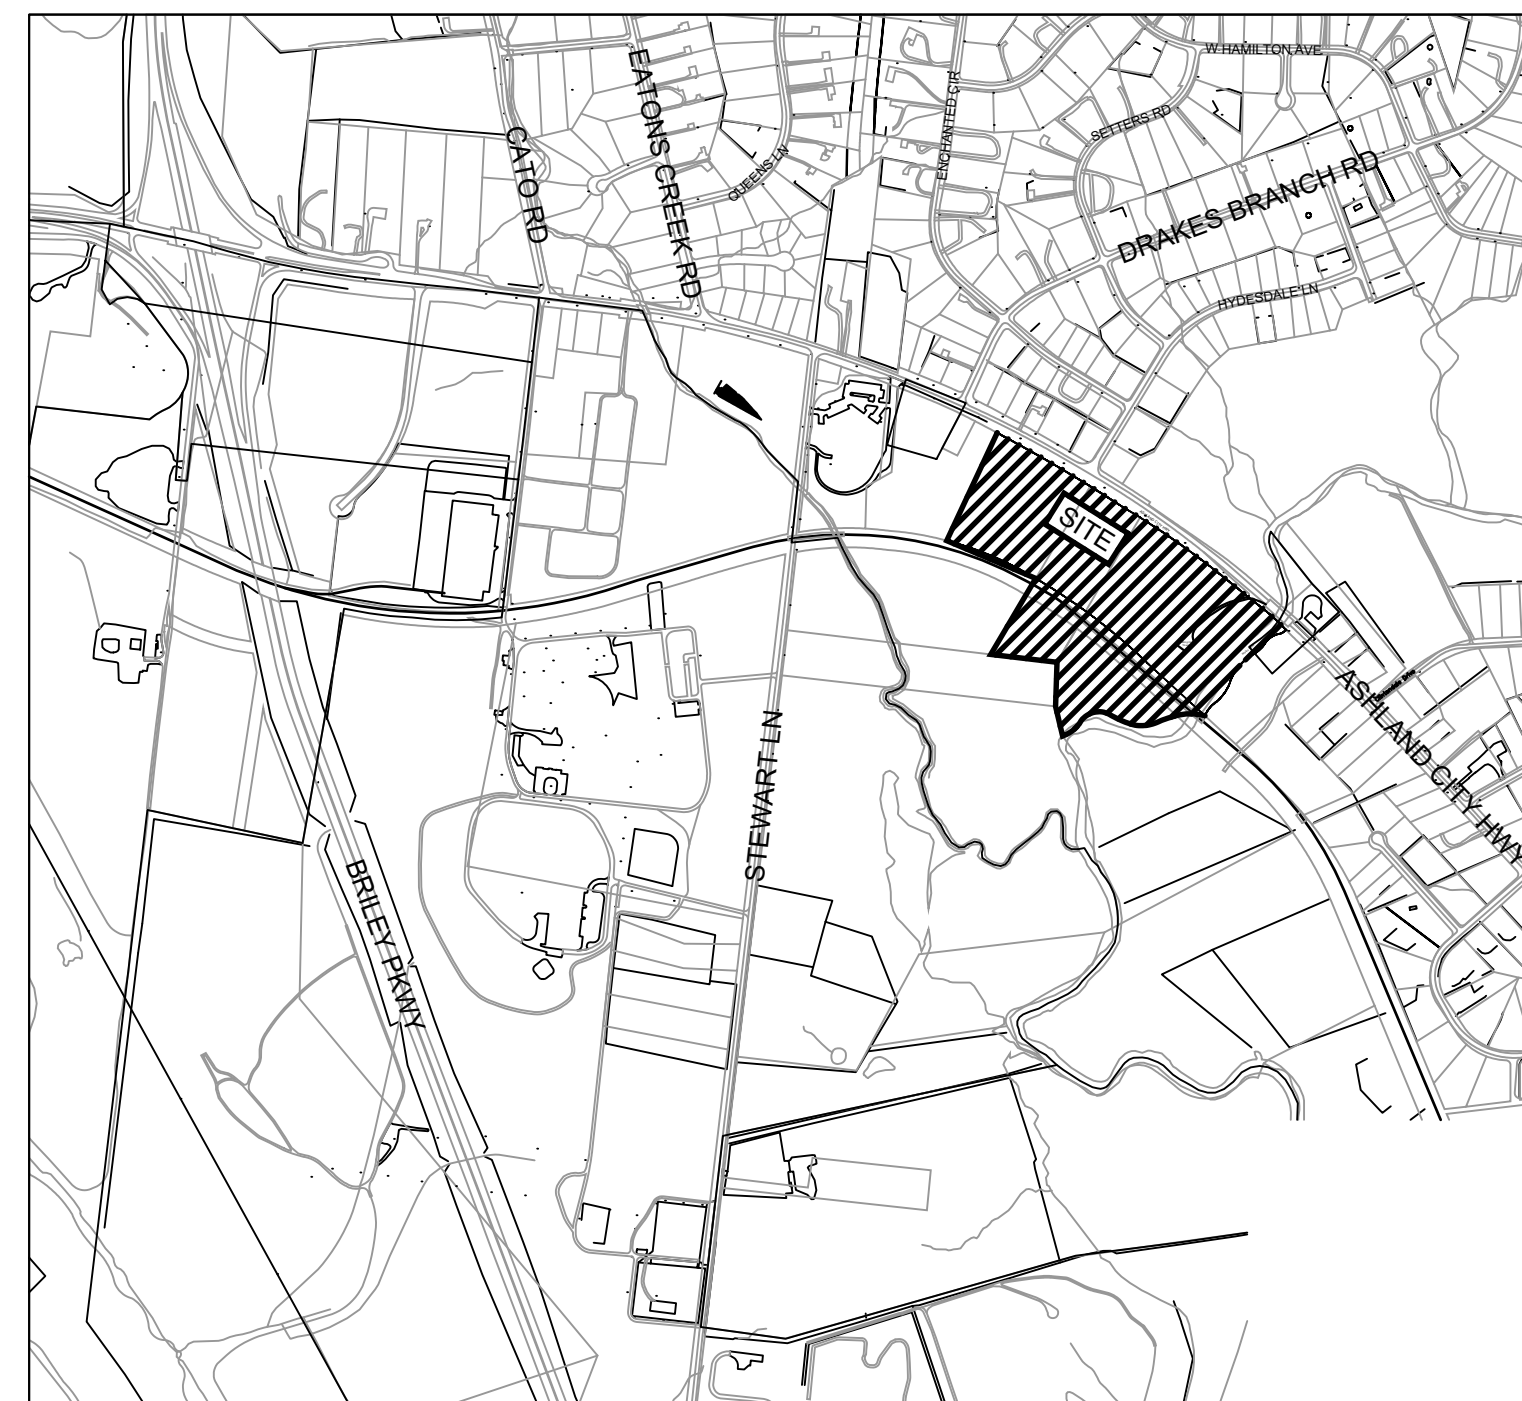 W HAMILTON AVE
EATONS CREEK RD
ENCHANTED CIR
SETTERS RD
CATO RD
QUEENS LN
DRAKES BRANCH RD
HYDESDALE LN
SITE
ASHLAND CITY HWY
STEWART LN
BRILEY PKWY